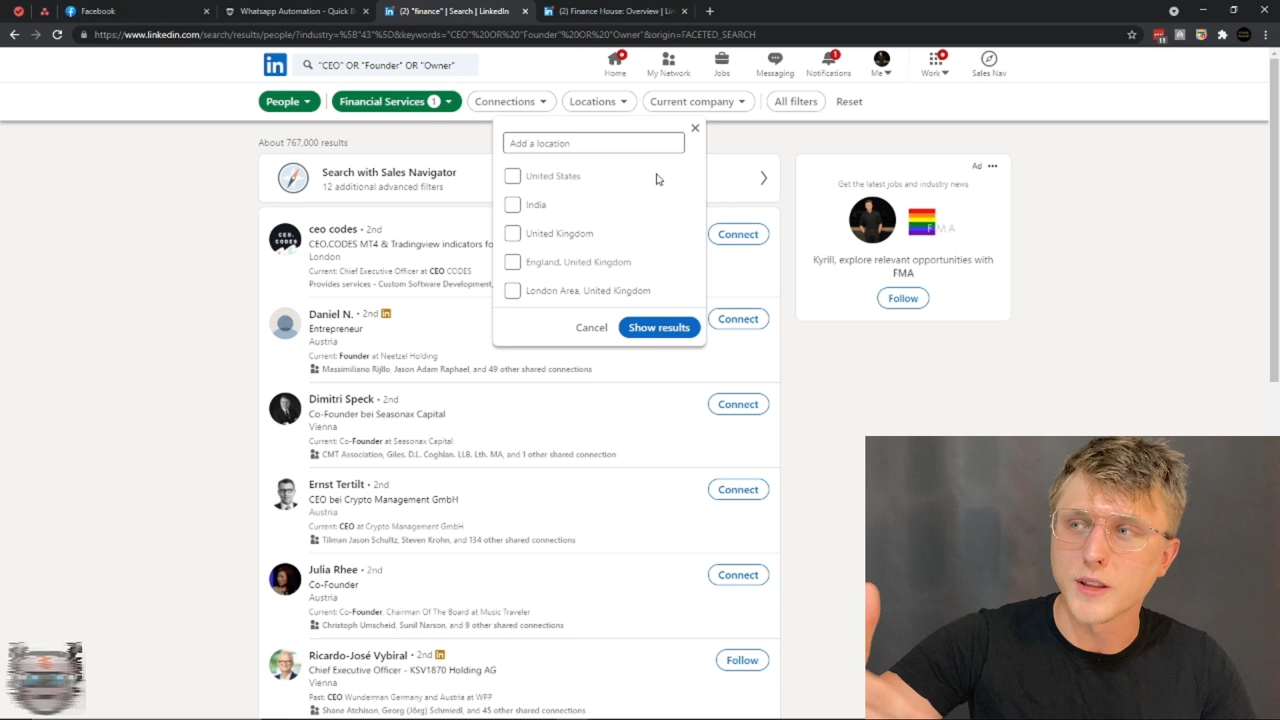 Facebook
Whatsapp Automation - Quick E
(2) "finance" | Search | LinkedIn
(2) Finance House: Overview | Lin
https://www.linkedin.com/search/results/people/?industry=%5B"43"%5D&keywords="CEO"%20OR%20"Founder"%20OR%20"Owner"&origin=FACETED_SEARCH
in
"CEO" OR "Founder" OR "Owner"
Home
My Network
Jobs
Messaging
1
Notifications
Me
Work
Sales Nav
People
Financial Services 1
Connections
Locations
Current company
All filters
Reset
About 767,000 results
Search with Sales Navigator
12 additional advanced filters
Add a location
United States
India
United Kingdom
England, United Kingdom
London Area, United Kingdom
Cancel
Show results
CEO.
CODES
ceo codes • 2nd
CEO.CODES MT4 & Tradingview indicators fo
London
Current: Chief Executive Officer at CEO CODES
Provides services - Custom Software Development,
Connect
Daniel N. • 2nd in
Entrepreneur
Austria
Current: Founder at Neetzel Holding
Massimiliano Rijllo, Jason Adam Raphael, and 49 other shared connections
Connect
Dimitri Speck • 2nd
Co-Founder bei Seasonax Capital
Vienna
Current: Co-Founder at Seasonax Capital
CMT Association, Giles. D.L. Coghlan. LLB. Lth. MA, and 1 other shared connection
Connect
Ernst Tertilt • 2nd
CEO bei Crypto Management GmbH
Austria
Current: CEO at Crypto Management GmbH
Tilman Jason Schultz, Steven Krohn, and 134 other shared connections
Connect
Julia Rhee • 2nd
Co-Founder
Austria
Current: Co-Founder, Chairman Of The Board at Music Traveler
Christoph Umscheid, Sunil Narson, and 9 other shared connections
Connect
Ricardo-José Vybiral • 2nd in
Chief Executive Officer - KSV1870 Holding AG
Vienna
Past: CEO Wunderman Germany and Austria at WPP
Shane Atchison, Georg (Jörg) Schmiedl, and 45 other shared connections
Follow
Ad
Get the latest jobs and industry news
FMA
Kyrill, explore relevant opportunities with
FMA
Follow